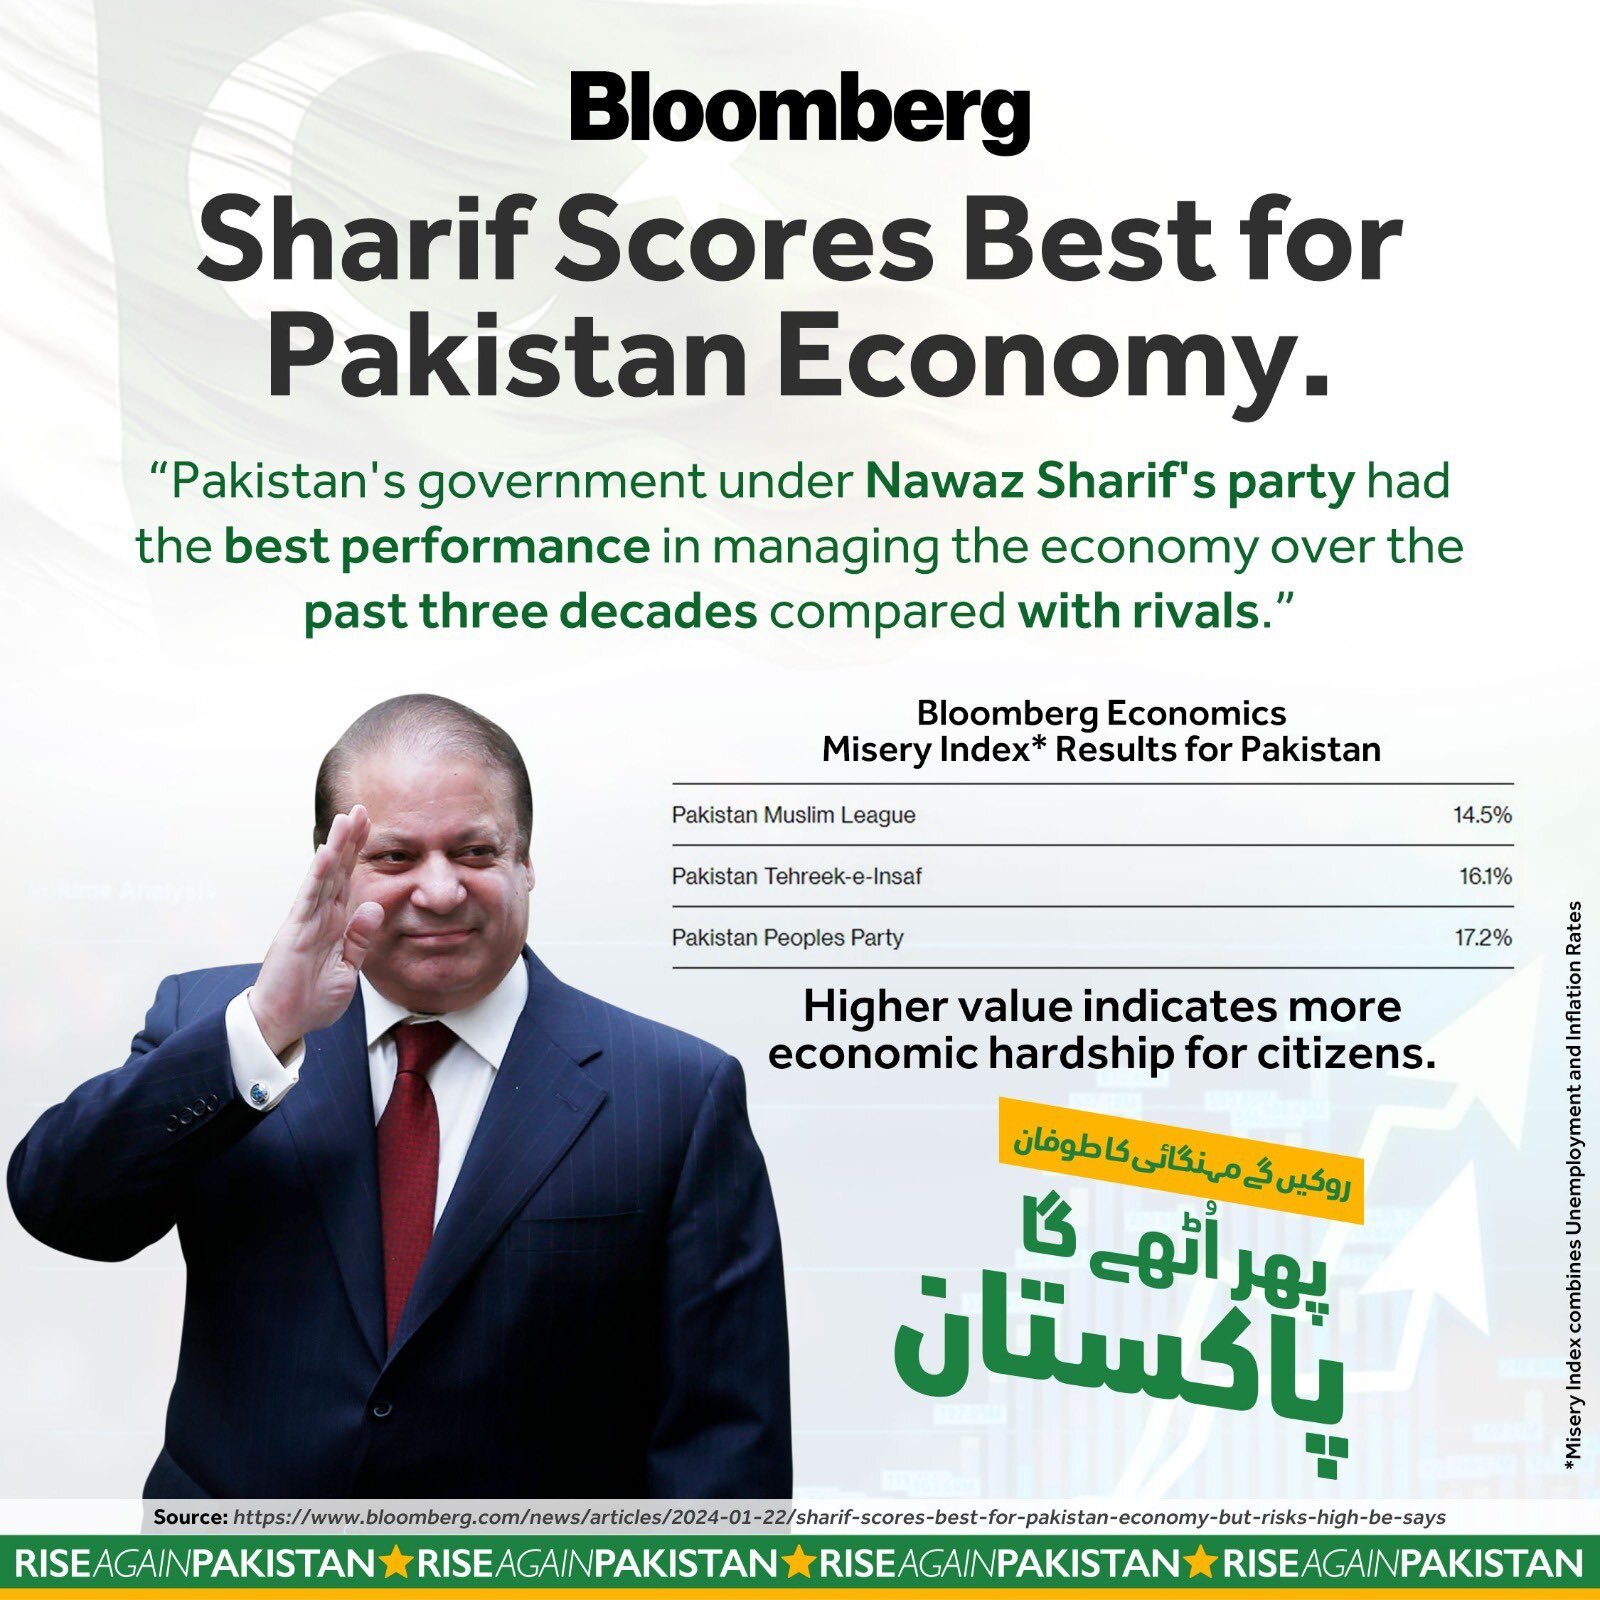 Bloomberg
Sharif Scores Best for
Pakistan Economy.
“Pakistan's government under Nawaz Sharif's party had
the best performance in managing the economy over the
past three decades compared with rivals.”
Bloomberg Economics
Misery Index* Results for Pakistan
Pakistan Muslim League 14.5%
Pakistan Tehreek-e-Insaf 16.1%
Pakistan Peoples Party 17.2%
Higher value indicates more
economic hardship for citizens.
روکیں گے مہنگائی کا طوفان
پھر اُٹھے گا
پاکستان
*Misery Index combines Unemployment and Inflation Rates
Source: https://www.bloomberg.com/news/articles/2024-01-22/sharif-scores-best-for-pakistan-economy-but-risks-high-be-says
RISEAGAINPAKISTAN★RISEAGAINPAKISTAN★RISEAGAINPAKISTAN★RISEAGAINPAKISTAN